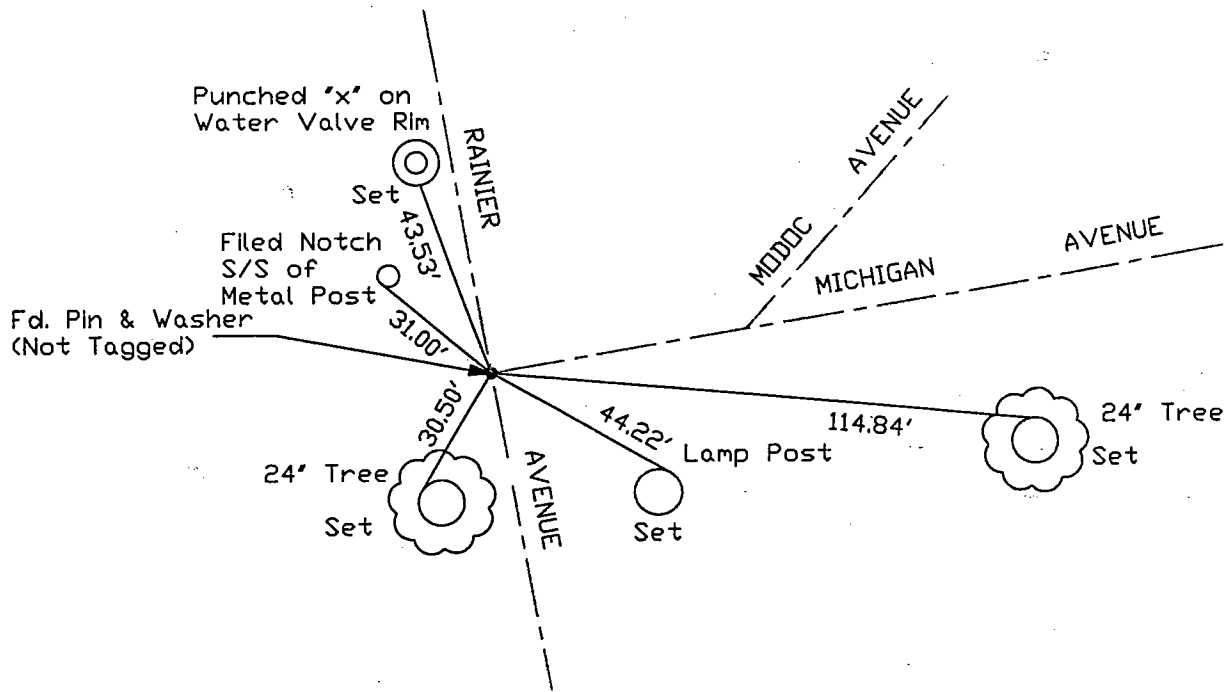 Punched "x" on
Water Valve Rim
Set
43.53'
RAINIER
AVENUE
MODOC
AVENUE
MICHIGAN
AVENUE
Filed Notch
S/S of
Metal Post
31.00'
Fd. Pin & Washer
(Not Tagged)
30.50'
24" Tree
Set
44.22'
Lamp Post
Set
114.84'
24" Tree
Set